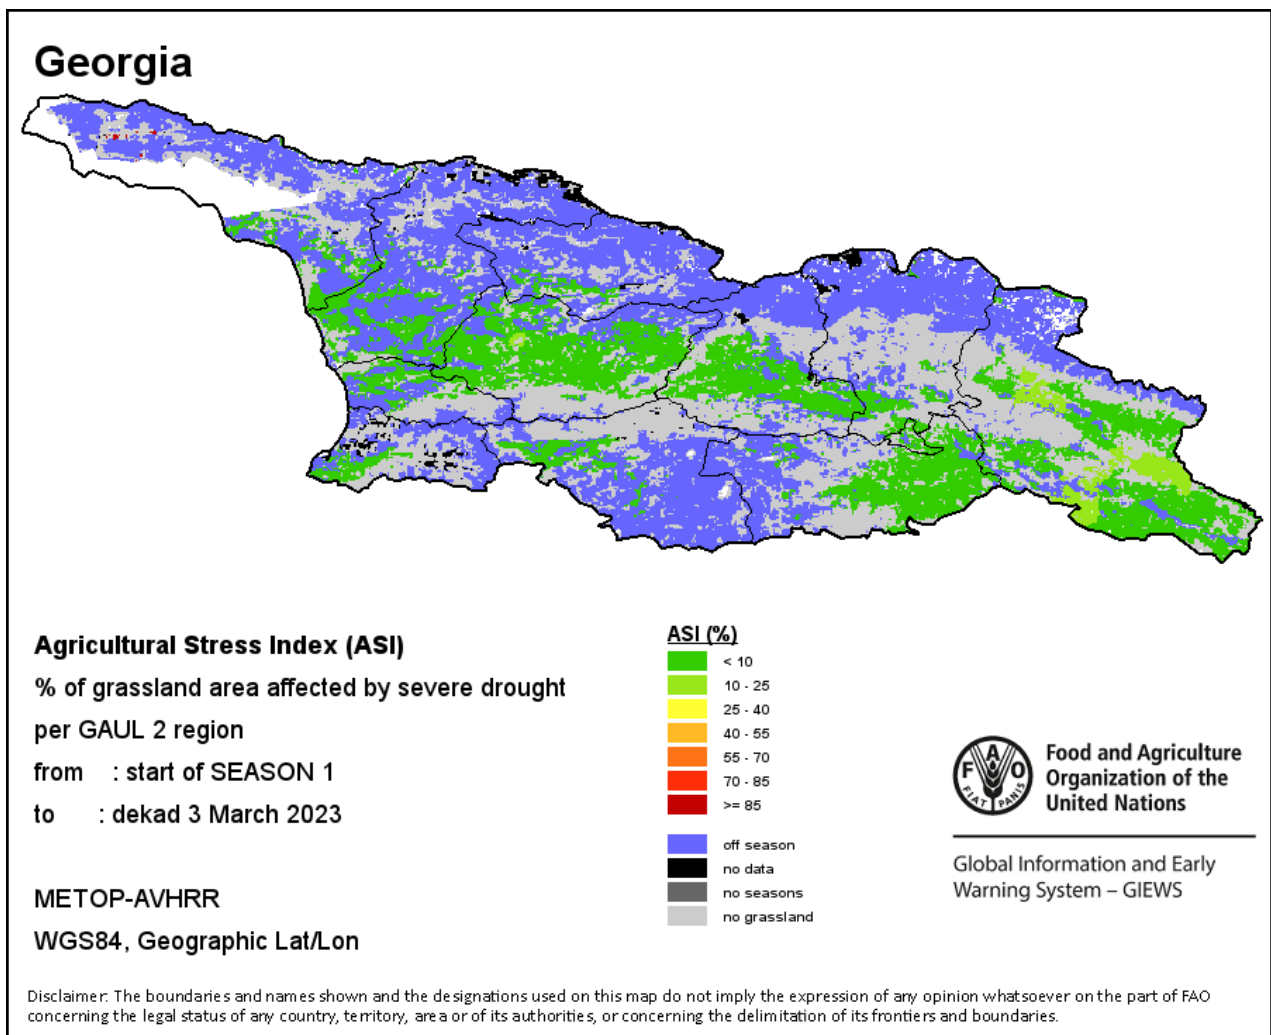 Georgia
Agricultural Stress Index (ASI)
% of grassland area affected by severe drought
per GAUL 2 region
from : start of SEASON 1
to : dekad 3 March 2023
METOP-AVHRR
WGS84, Geographic Lat/Lon
ASI (%)
< 10
10 - 25
25 - 40
40 - 55
55 - 70
70 - 85
>= 85
off season
no data
no seasons
no grassland
F A O
FIAT PANIS
Food and Agriculture
Organization of the
United Nations
Global Information and Early
Warning System – GIEWS
Disclaimer: The boundaries and names shown and the designations used on this map do not imply the expression of any opinion whatsoever on the part of FAO
concerning the legal status of any country, territory, area or of its authorities, or concerning the delimitation of its frontiers and boundaries.